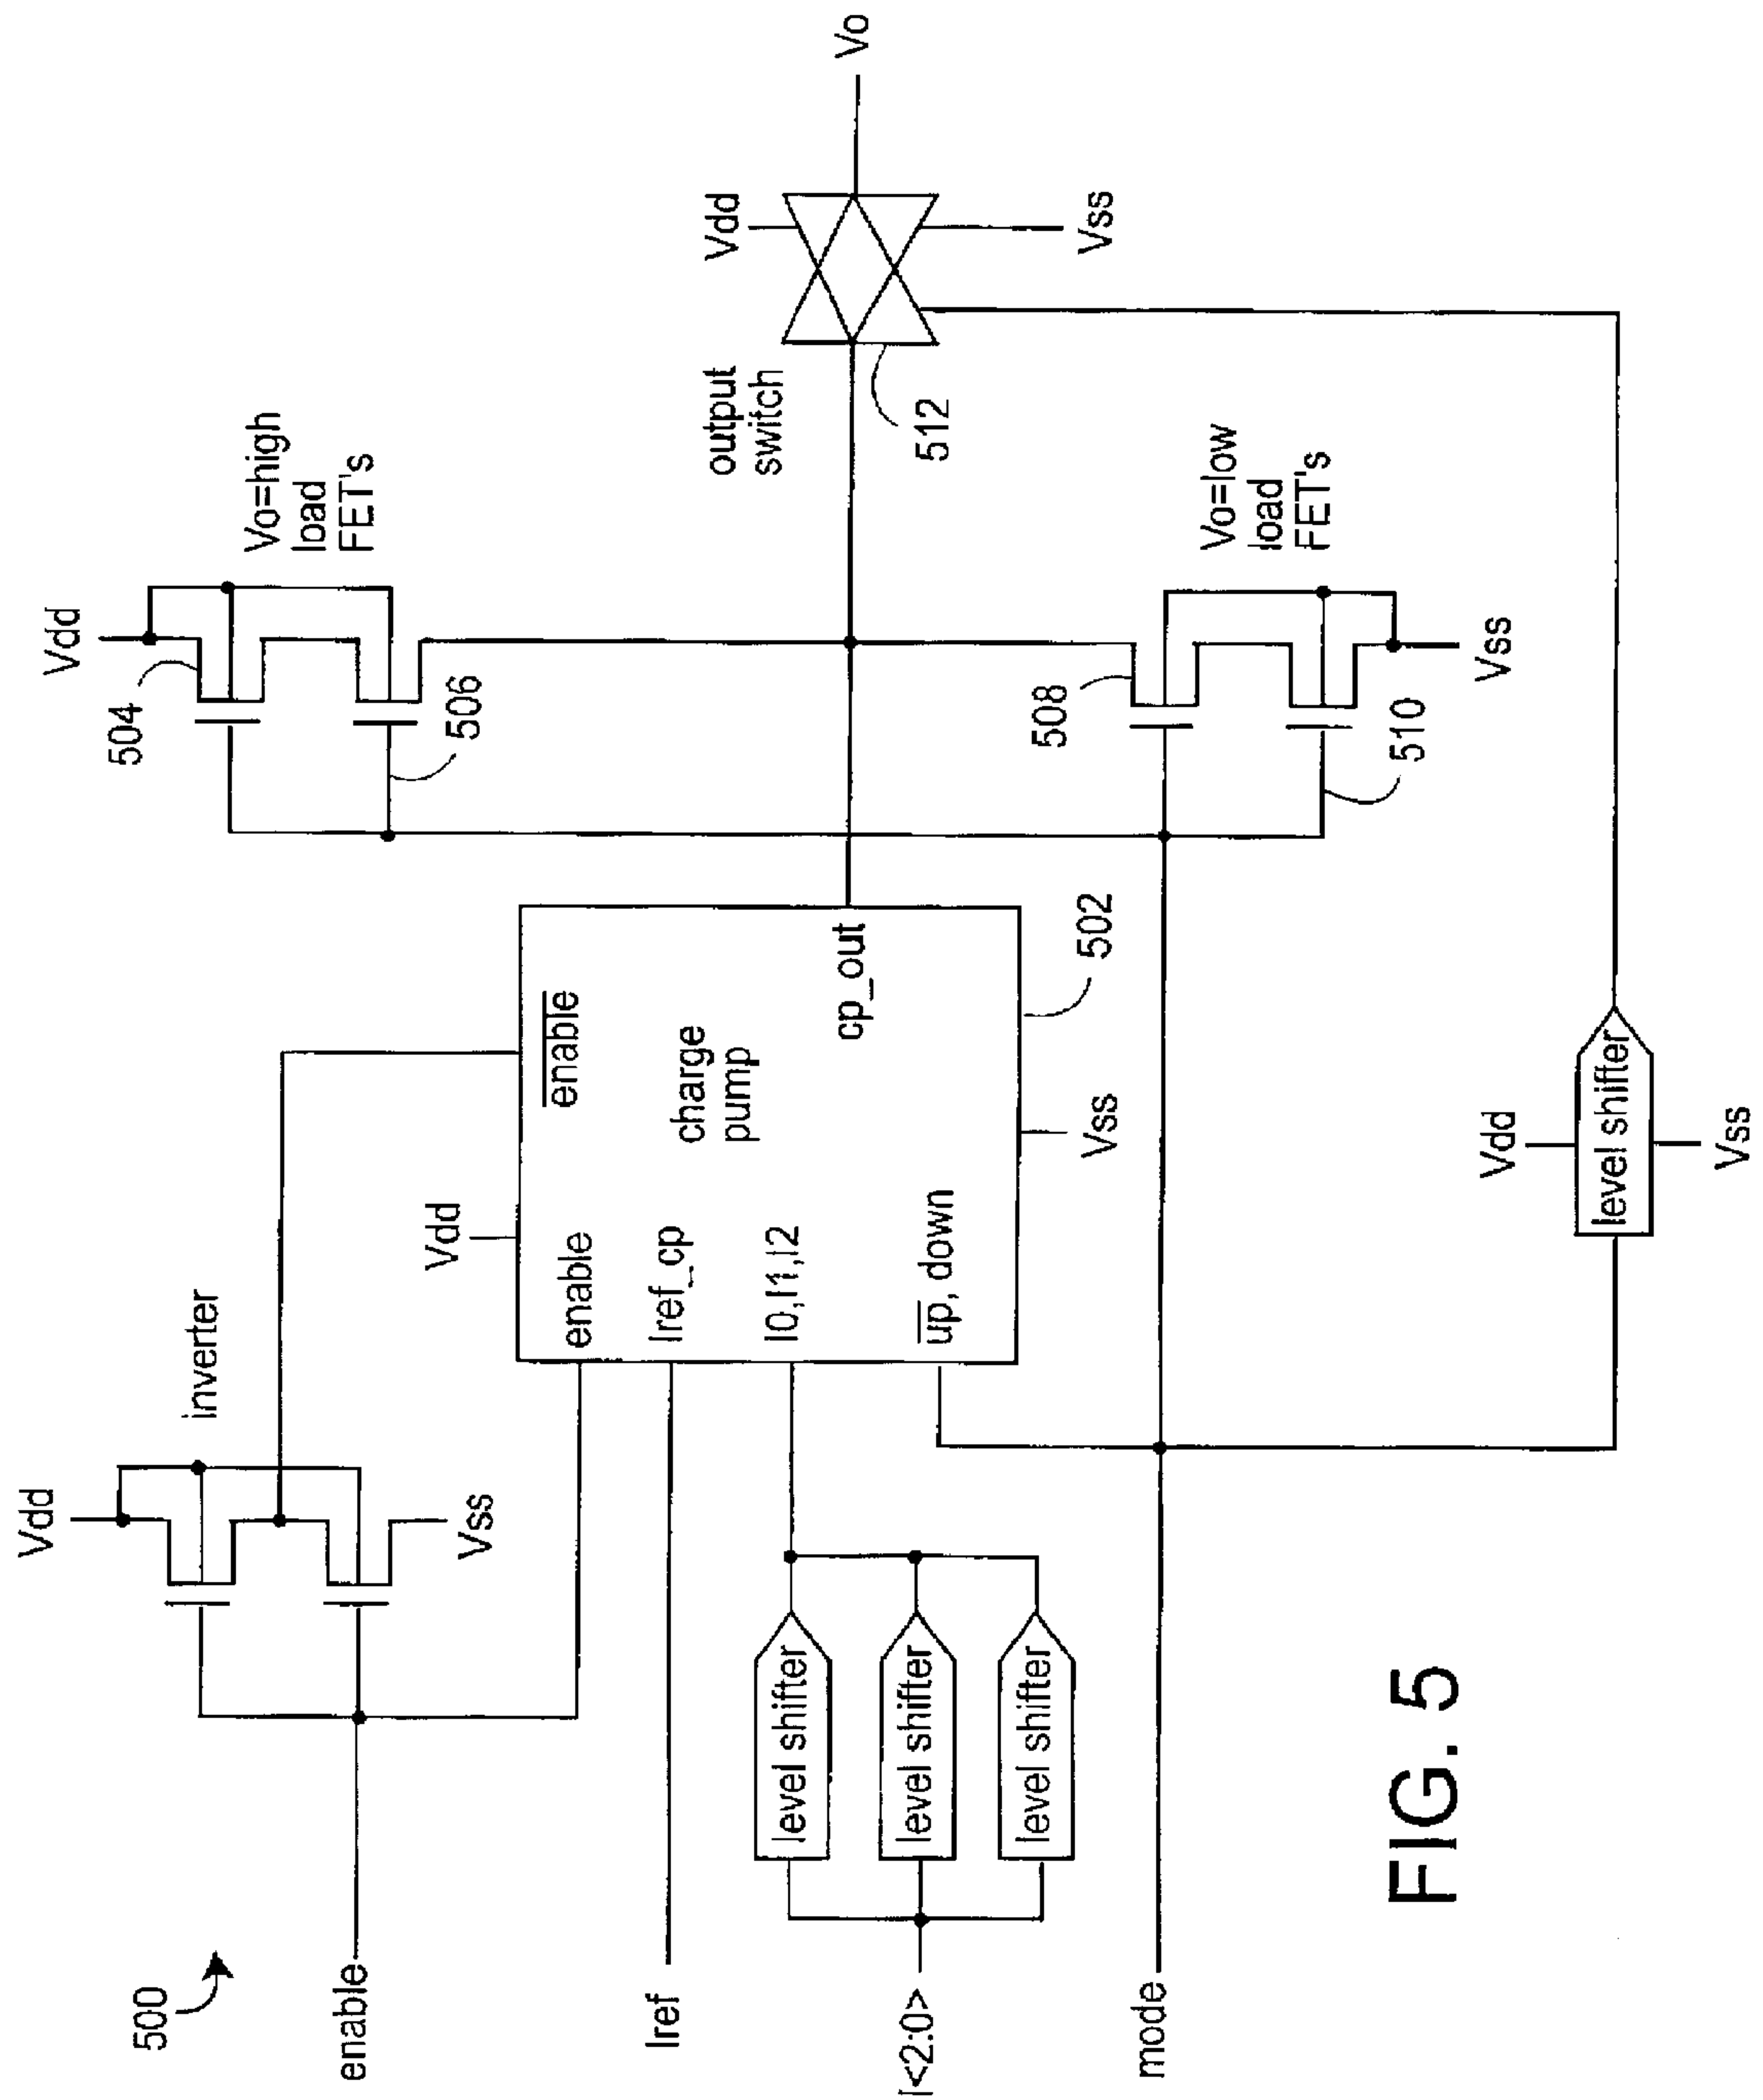 500
enable
Iref
I<2:0>
mode
Vdd
Vss
inverter
level shifter
level shifter
level shifter
Vdd
enable
Iref_cp
I0,I1,I2
up, down
enable
charge
pump
cp_out
Vss
502
Vdd
504
506
Vo=high
load
FET's
508
510
Vo=low
load
FET's
Vss
output
switch
512
Vdd
Vss
Vo
Vdd
level shifter
Vss
FIG. 5